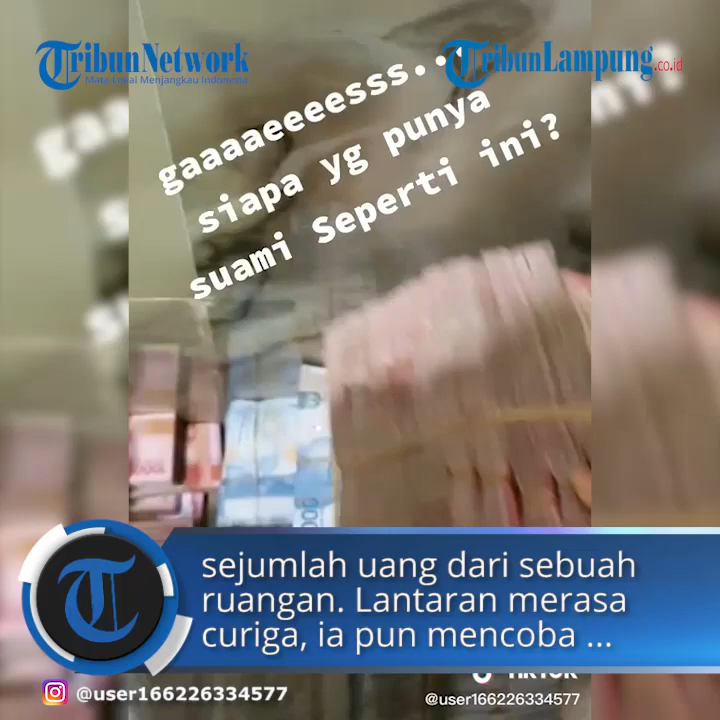 TribunNetwork
Mata Lokal Menjangkau Indonesia
TribunLampung.co.id
gaaaaeeeesss...
siapa yg punya
suami Seperti ini?
sejumlah uang dari sebuah
ruangan. Lantaran merasa
curiga, ia pun mencoba ...
TikTok
@user166226334577
@user166226334577